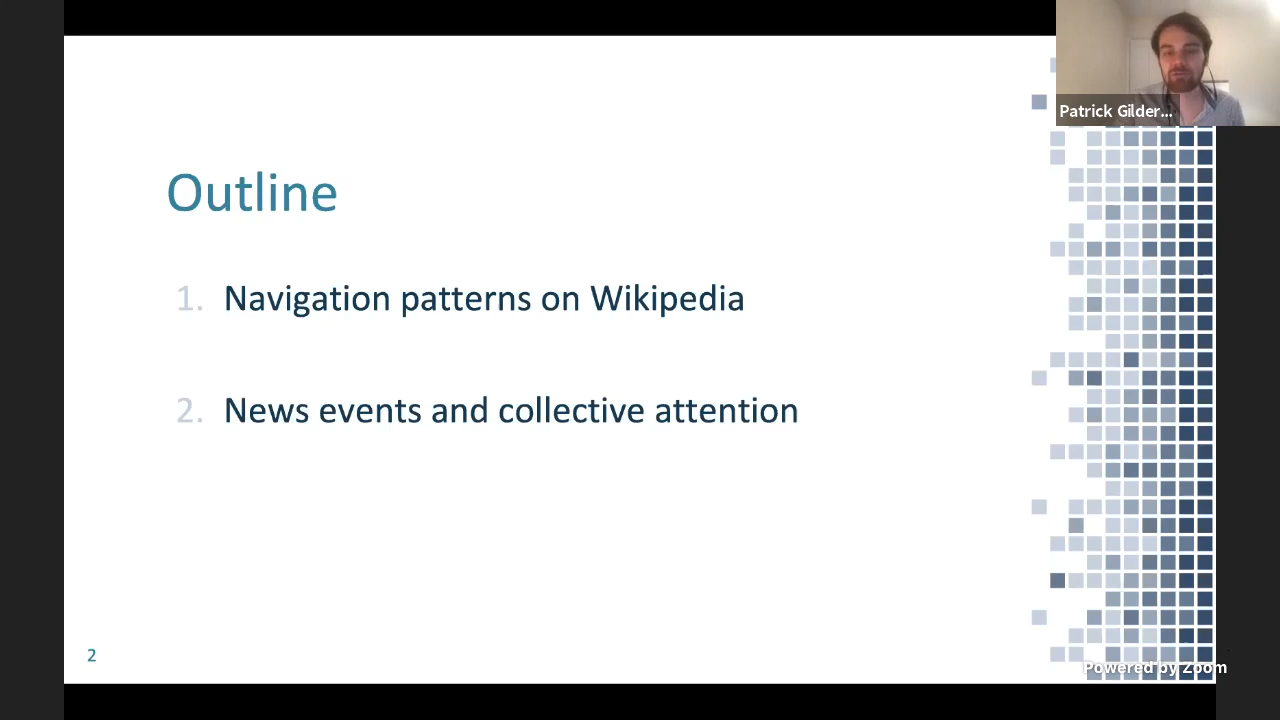 Patrick Gilder...
Outline
1. Navigation patterns on Wikipedia
2. News events and collective attention
2
Powered by Zoom